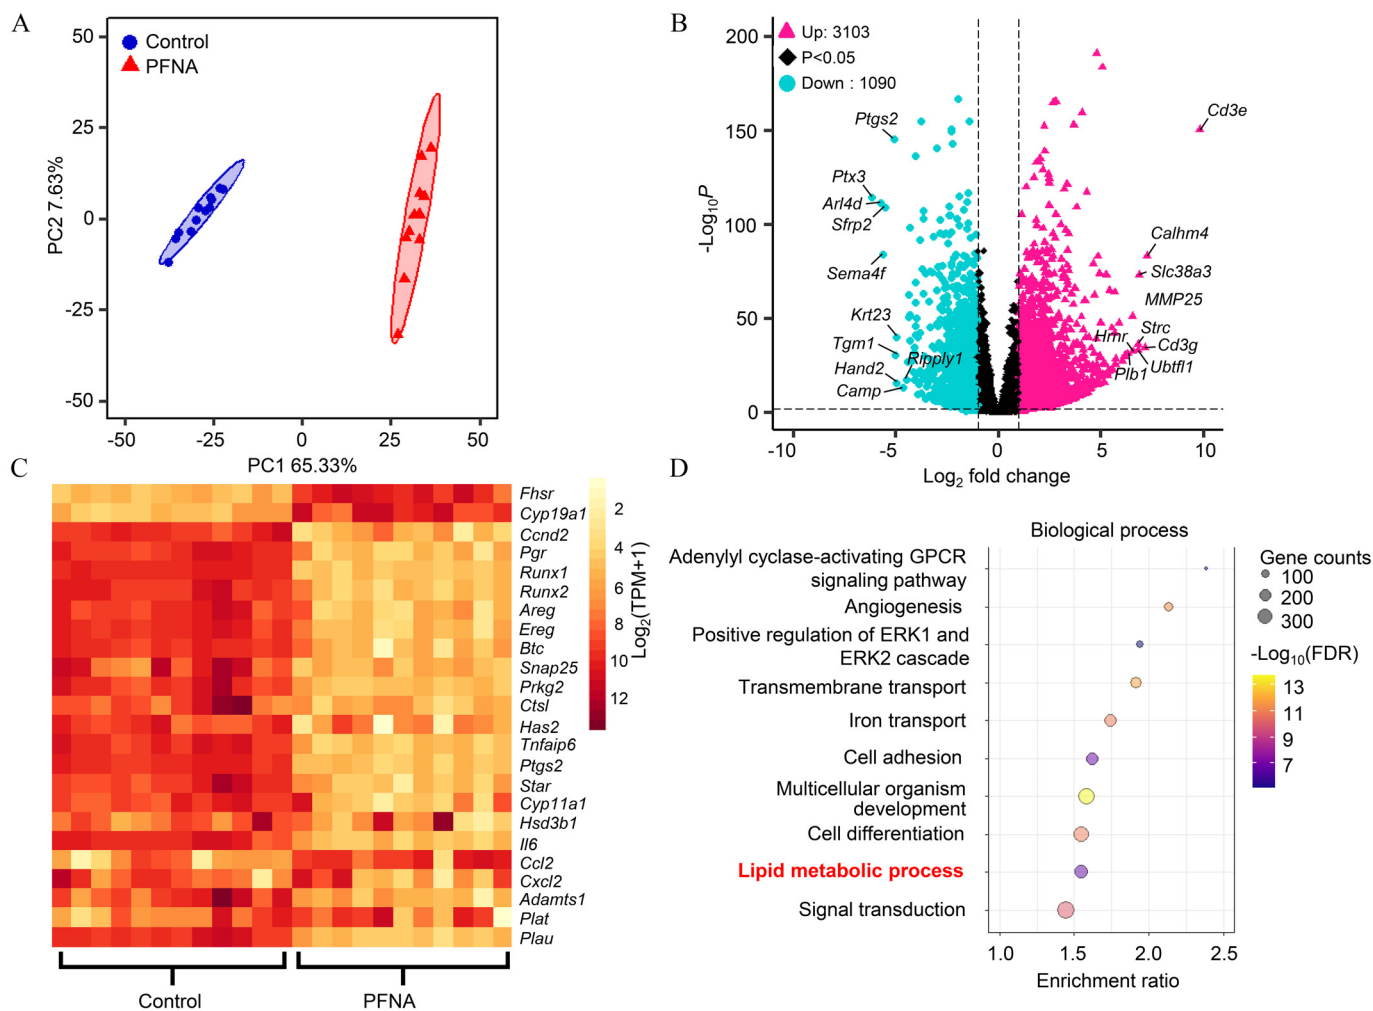 A
Control
PFNA
50
25
0
-25
-50
PC2 7.63%
-50
-25
0
25
50
PC1 65.33%
B
Up: 3103
P<0.05
Down : 1090
200
150
100
50
0
-Log10P
Ptgs2
Ptx3
Arl4d
Sfrp2
Sema4f
Krt23
Tgm1
Hand2
Ripply1
Camp
Cd3e
Calhm4
Slc38a3
MMP25
Strc
Hrnr
Cd3g
Ubtfl1
Plb1
-10
-5
0
5
10
Log2 fold change
C
Fhsr
Cyp19a1
Ccnd2
Pgr
Runx1
Runx2
Areg
Ereg
Btc
Snap25
Prkg2
Ctsl
Has2
Tnfaip6
Ptgs2
Star
Cyp11a1
Hsd3b1
Il6
Ccl2
Cxcl2
Adamts1
Plat
Plau
2
4
6
8
10
12
Log2(TPM+1)
Control
PFNA
D
Biological process
Adenylyl cyclase-activating GPCR
signaling pathway
Angiogenesis
Positive regulation of ERK1 and
ERK2 cascade
Transmembrane transport
Iron transport
Cell adhesion
Multicellular organism
development
Cell differentiation
Lipid metabolic process
Signal transduction
1.0
1.5
2.0
2.5
Enrichment ratio
Gene counts
100
200
300
-Log10(FDR)
13
11
9
7